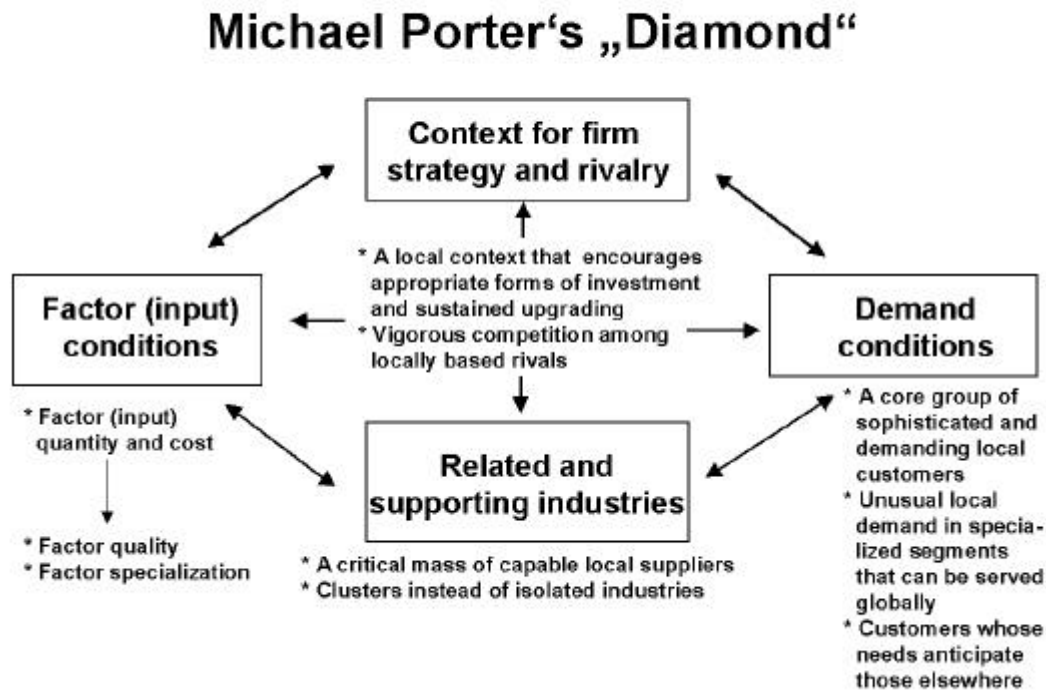 Michael Porter‘s „Diamond“
Context for firm
strategy and rivalry
* A local context that encourages
appropriate forms of investment
and sustained upgrading
* Vigorous competition among
locally based rivals
Factor (input)
conditions
* Factor (input)
quantity and cost
* Factor quality
* Factor specialization
Demand
conditions
* A core group of
sophisticated and
demanding local
customers
* Unusual local
demand in specia-
lized segments
that can be served
globally
* Customers whose
needs anticipate
those elsewhere
Related and
supporting industries
* A critical mass of capable local suppliers
* Clusters instead of isolated industries